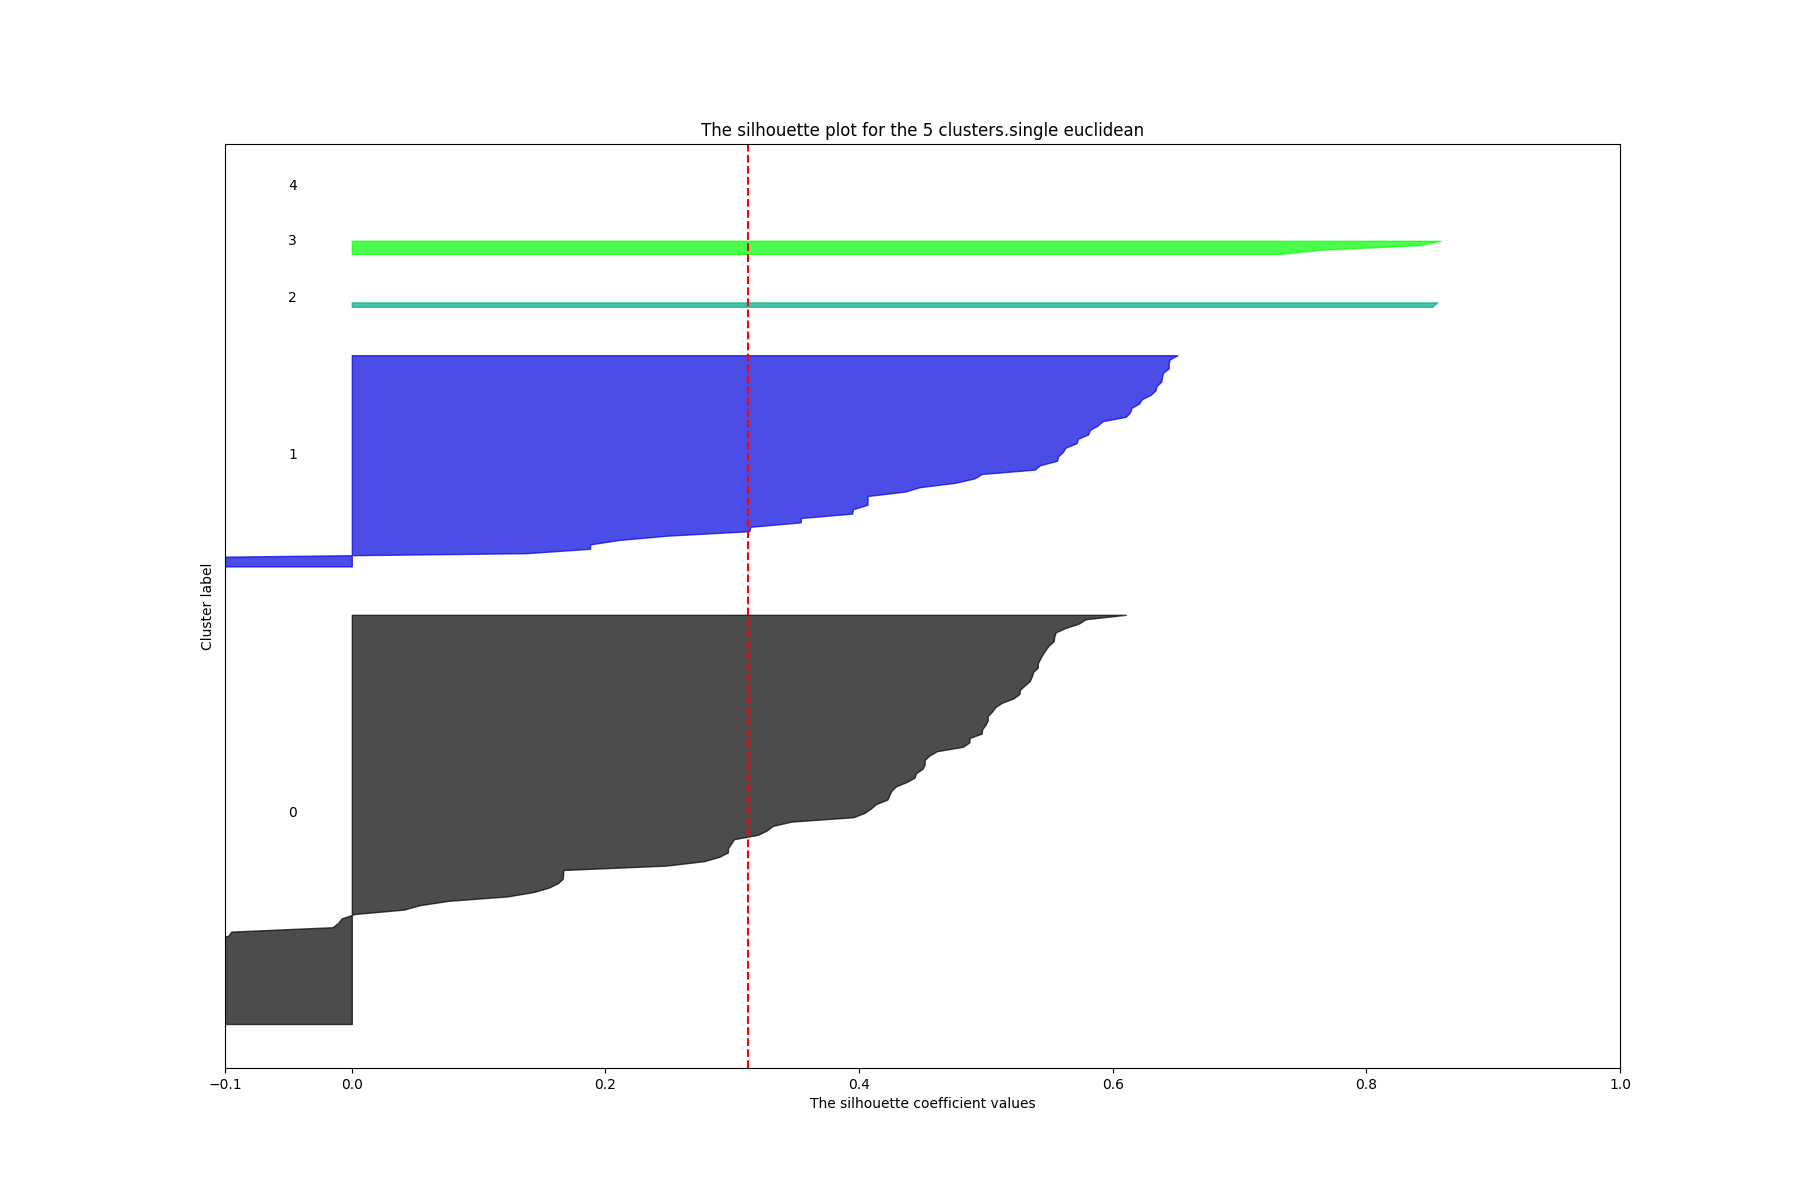 The silhouette plot for the 5 clusters.single euclidean
4
3
2
1
0
Cluster label
−0.1 0.0 0.2 0.4 0.6 0.8 1.0
The silhouette coefficient values